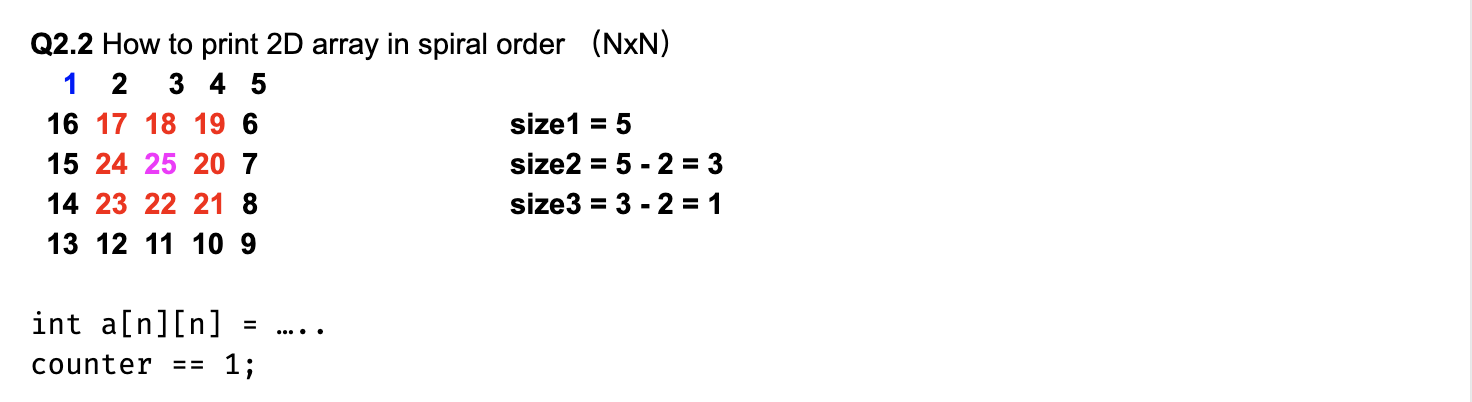 Q2.2 How to print 2D array in spiral order （NxN）
1 2 3 4 5
16 17 18 19 6 size1 = 5
15 24 25 20 7 size2 = 5 - 2 = 3
14 23 22 21 8 size3 = 3 - 2 = 1
13 12 11 10 9
int a[n][n] = …..
counter == 1;